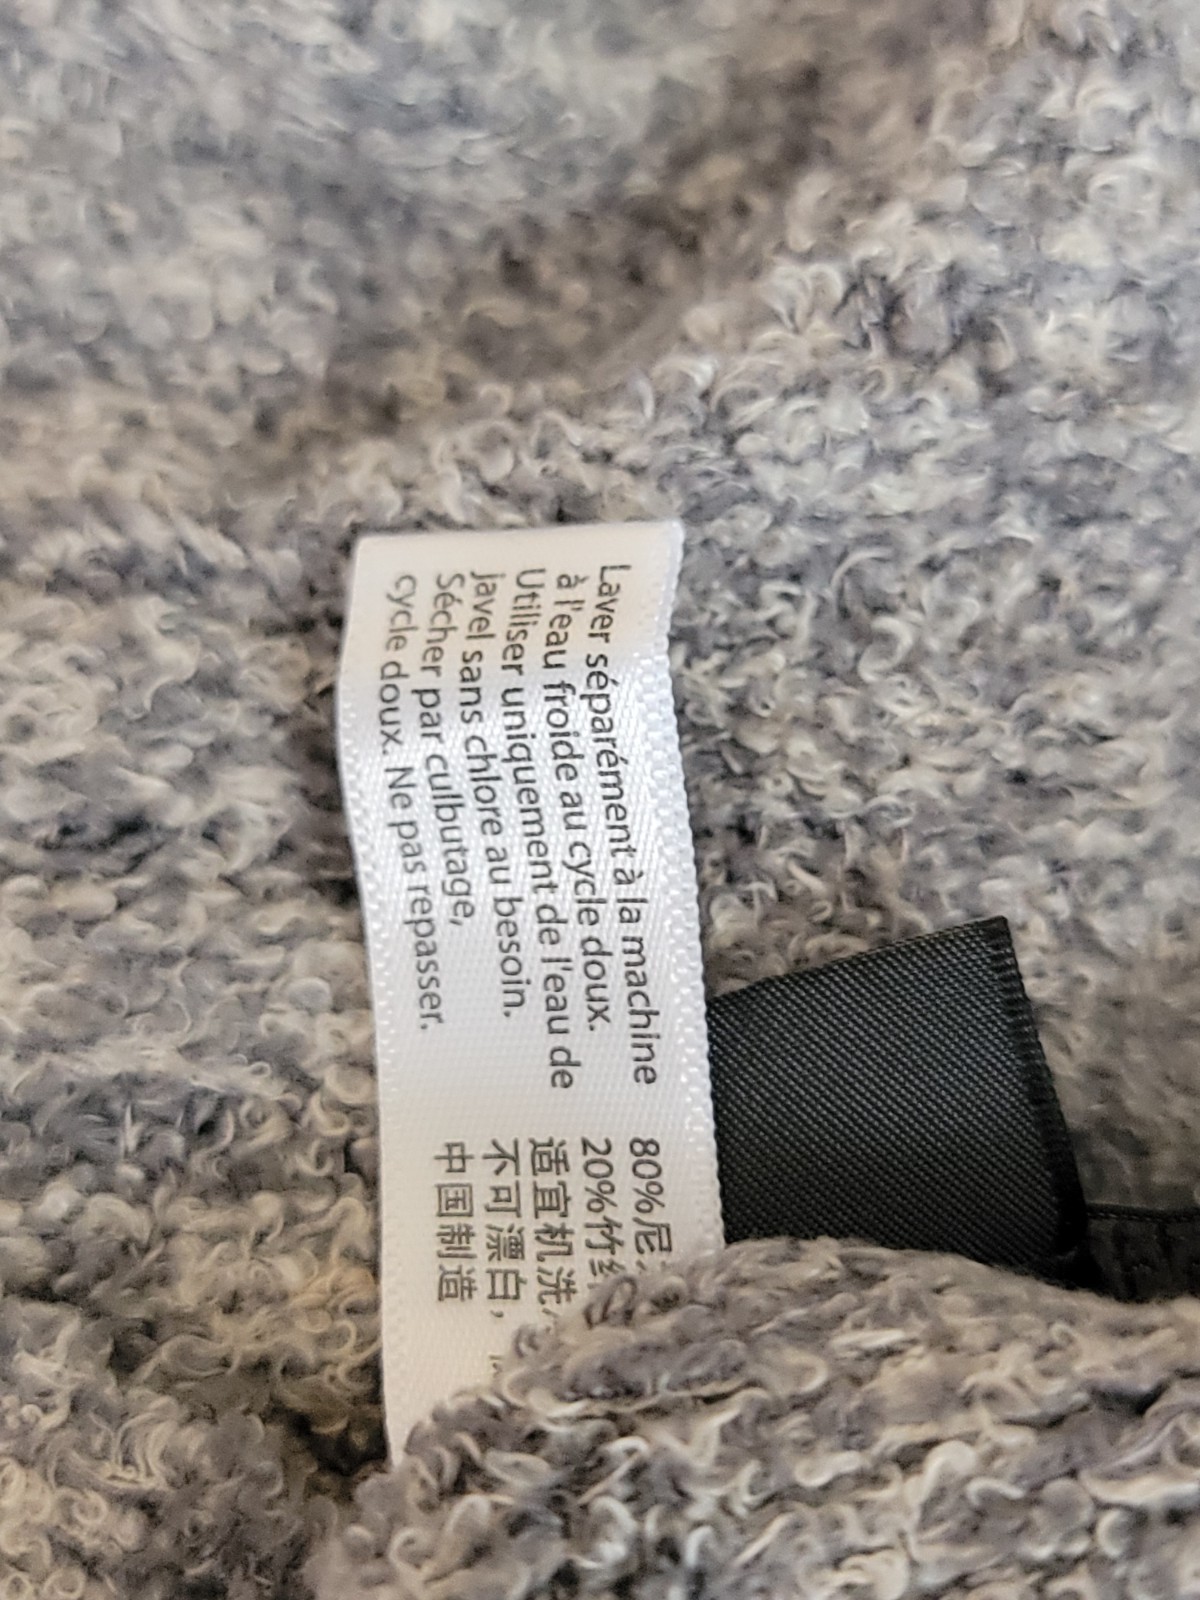 Laver séparément à la machine
à l'eau froide au cycle doux.
Utiliser uniquement de l'eau de
javel sans chlore au besoin.
Sécher par culbutage,
cycle doux. Ne pas repasser.
80%尼
20%竹
适宜机洗,
不可漂白,
中国制造